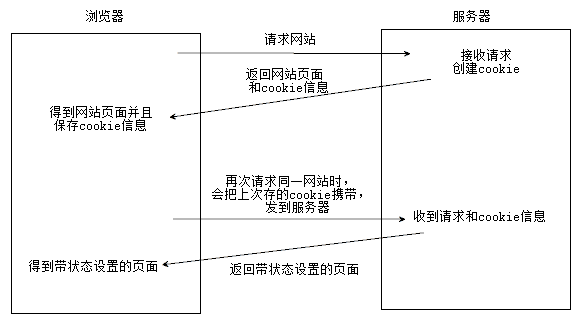 浏览器
服务器
请求网站
接收请求
创建cookie
返回网站页面
和cookie信息
得到网站页面并且
保存cookie信息
再次请求同一网站时，
会把上次存的cookie携带，
发到服务器
收到请求和cookie信息
得到带状态设置的页面
返回带状态设置的页面